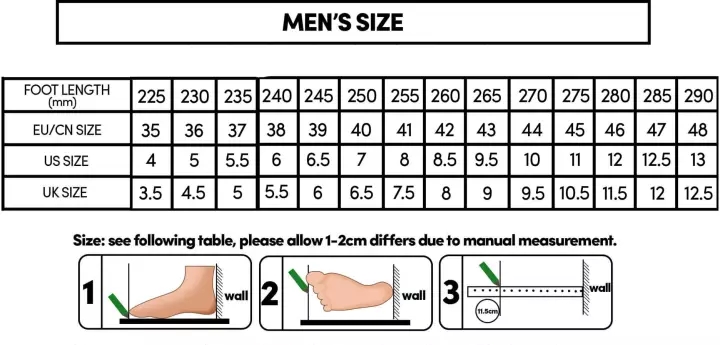 MEN'S SIZE
FOOT LENGTH (mm) 225 230 235 240 245 250 255 260 265 270 275 280 285 290
EU/CN SIZE 35 36 37 38 39 40 41 42 43 44 45 46 47 48
US SIZE 4 5 5.5 6 6.5 7 8 8.5 9.5 10 11 12 12.5 13
UK SIZE 3.5 4.5 5 5.5 6 6.5 7.5 8 9 9.5 10.5 11.5 12 12.5
Size: see following table, please allow 1-2cm differs due to manual measurement.
1 wall 2 wall 3 wall
11.5cm